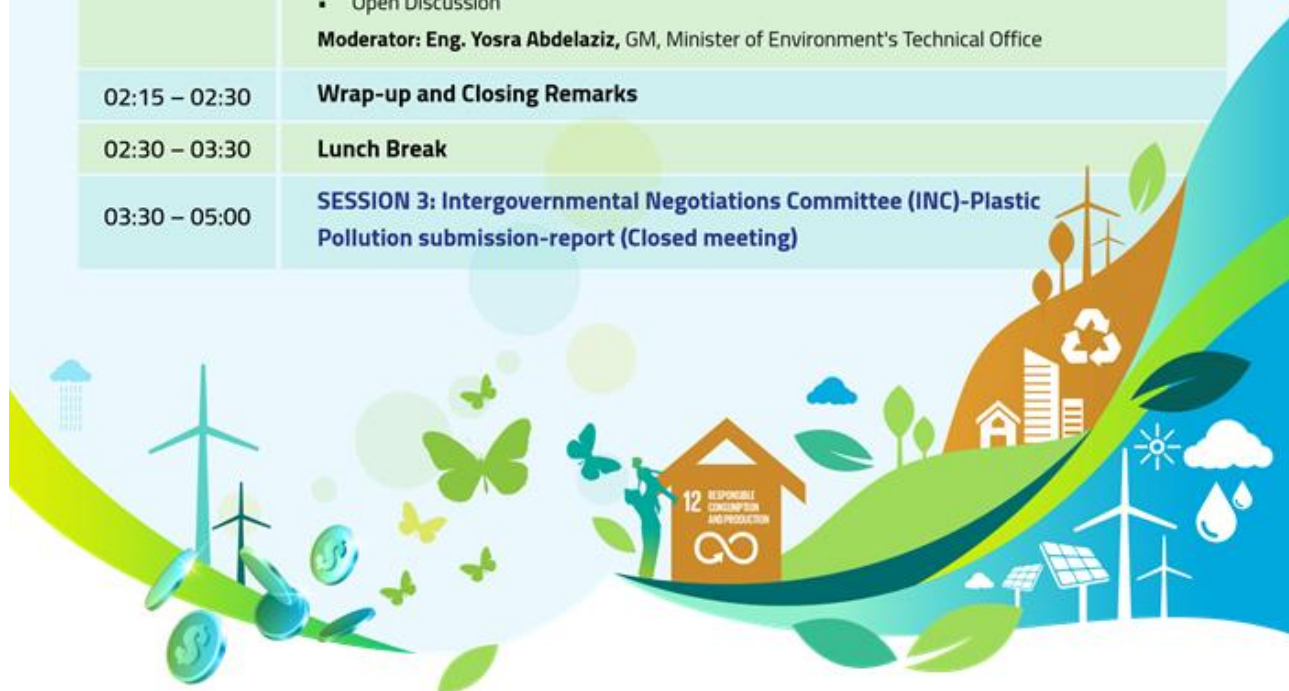 ▪ Open Discussion
Moderator: Eng. Yosra Abdelaziz, GM, Minister of Environment's Technical Office
02:15 – 02:30 Wrap-up and Closing Remarks
02:30 – 03:30 Lunch Break
03:30 – 05:00 SESSION 3: Intergovernmental Negotiations Committee (INC)-Plastic
Pollution submission-report (Closed meeting)
12 RESPONSIBLE
CONSUMPTION
AND PRODUCTION
$
$